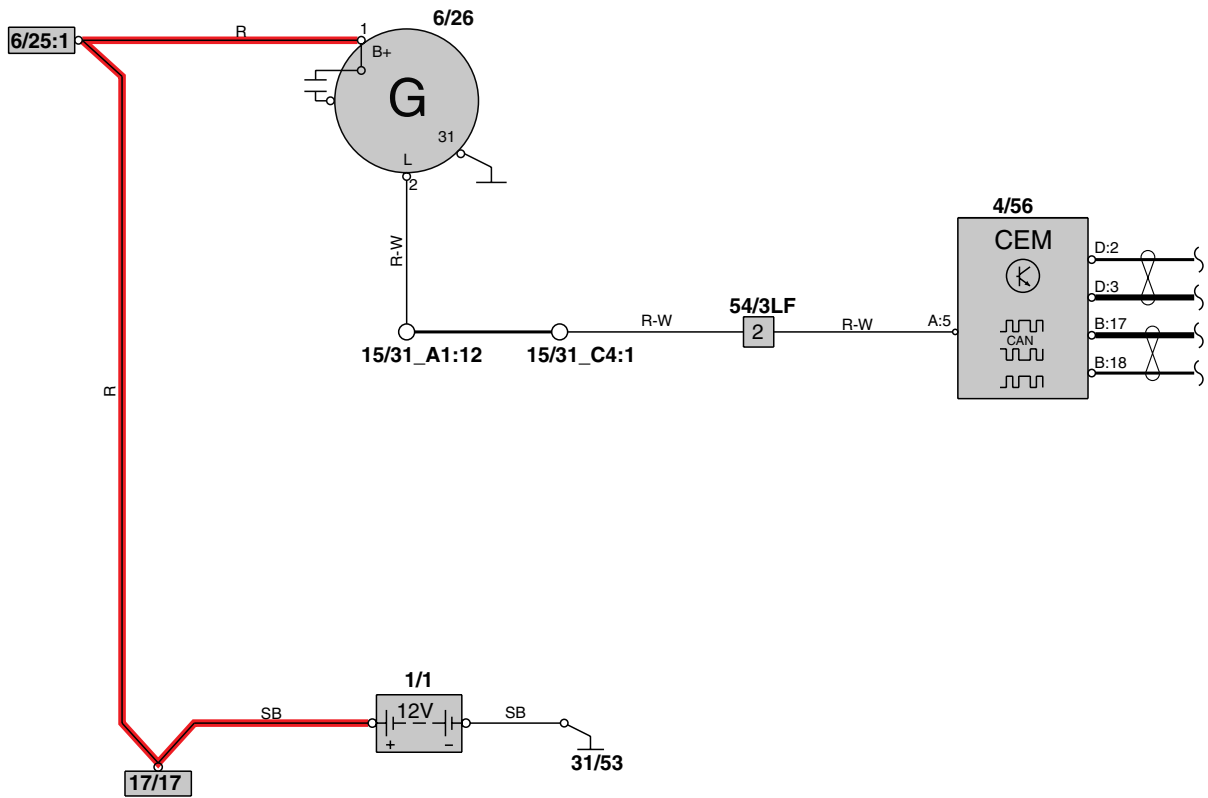 6/25:1
R
1
6/26
B+
G
31
L
2
R-W
4/56
CEM
D:2
D:3
54/3LF
2
R-W
R-W
A:5
CAN
B:17
B:18
15/31_A1:12
15/31_C4:1
R
1/1
SB
12V
SB
+
−
31/53
17/17